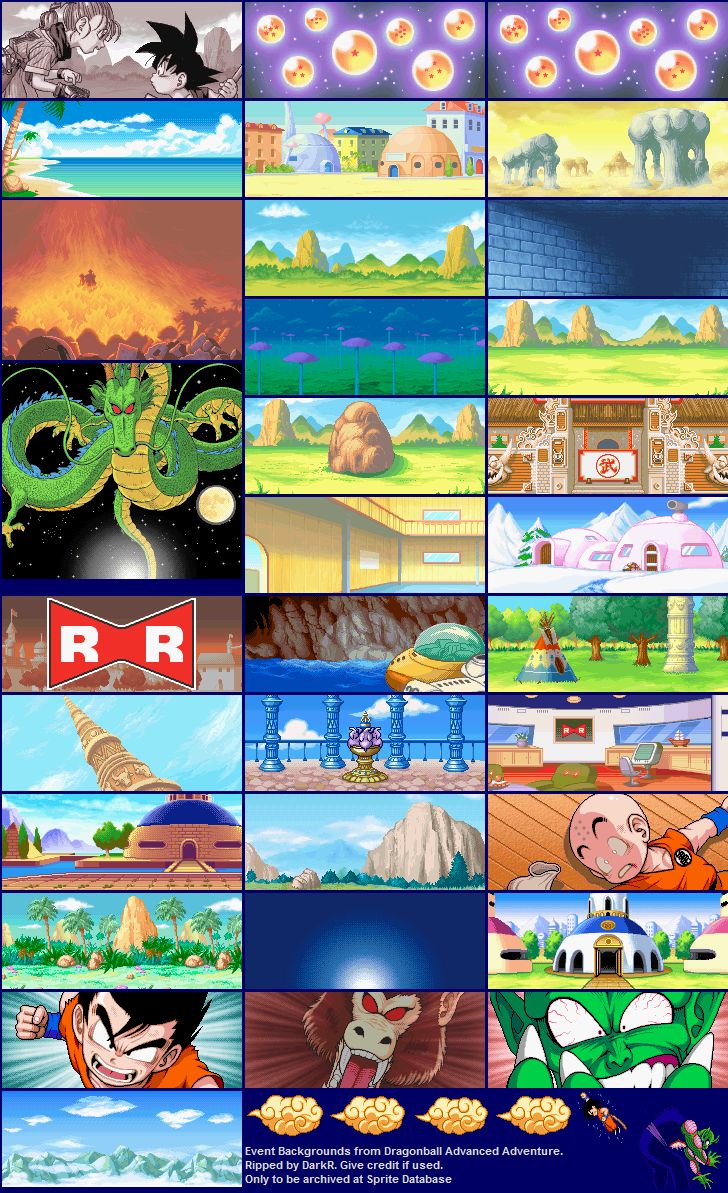 武
R R
R R
Event Backgrounds from Dragonball Advanced Adventure.
Ripped by DarkR. Give credit if used.
Only to be archived at Sprite Database